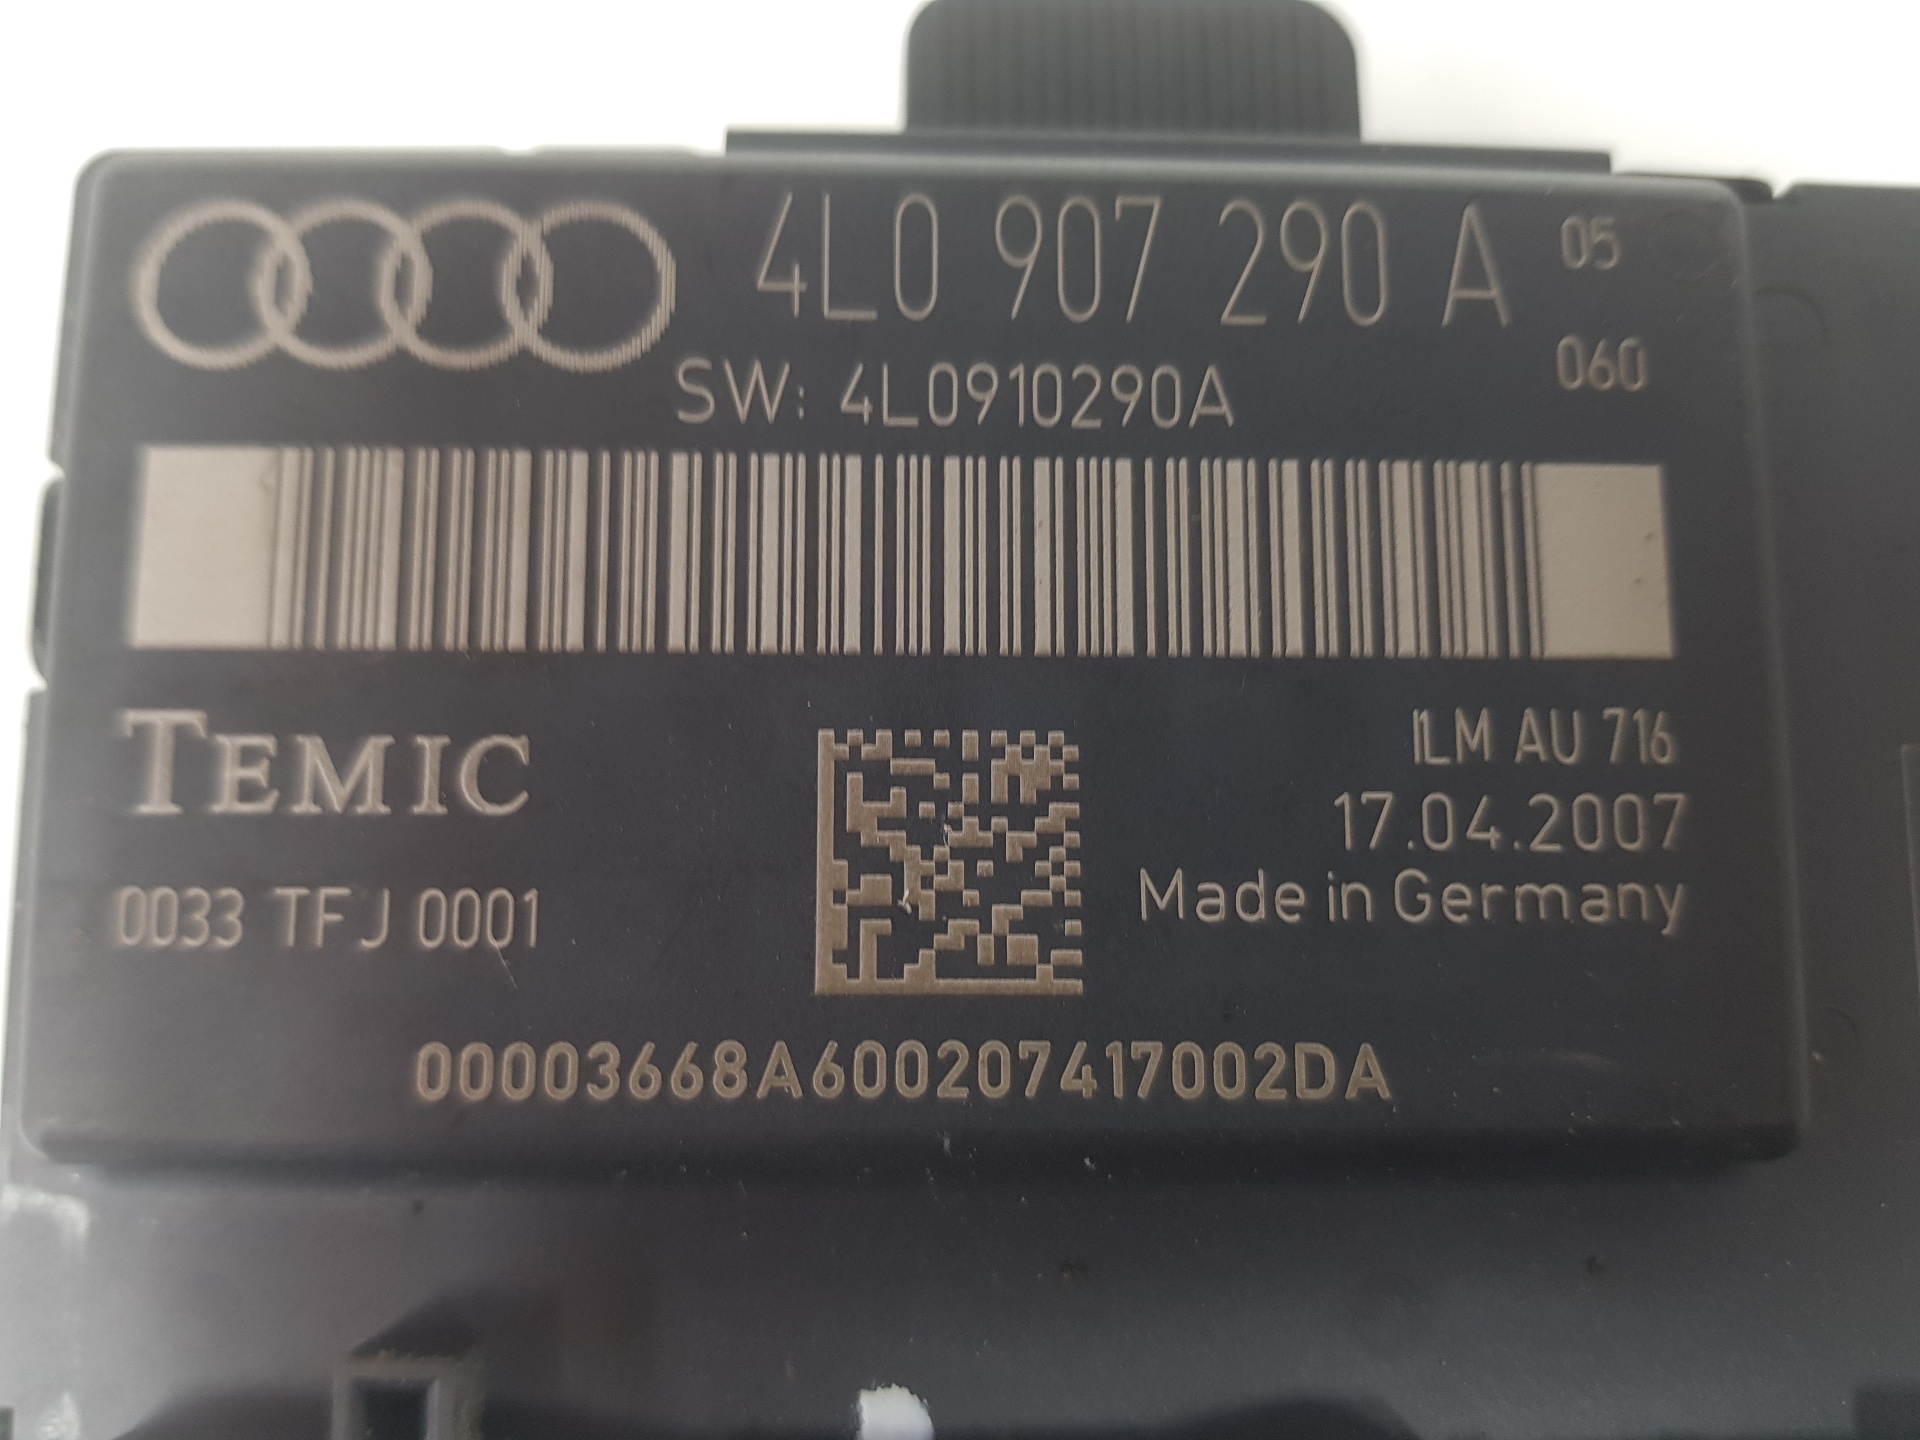 4L0 907 290 A 05
060
SW: 4L0910290A
TEMIC
ILM AU 716
17.04.2007
Made in Germany
0033 TFJ 0001
00003668A600207417002DA